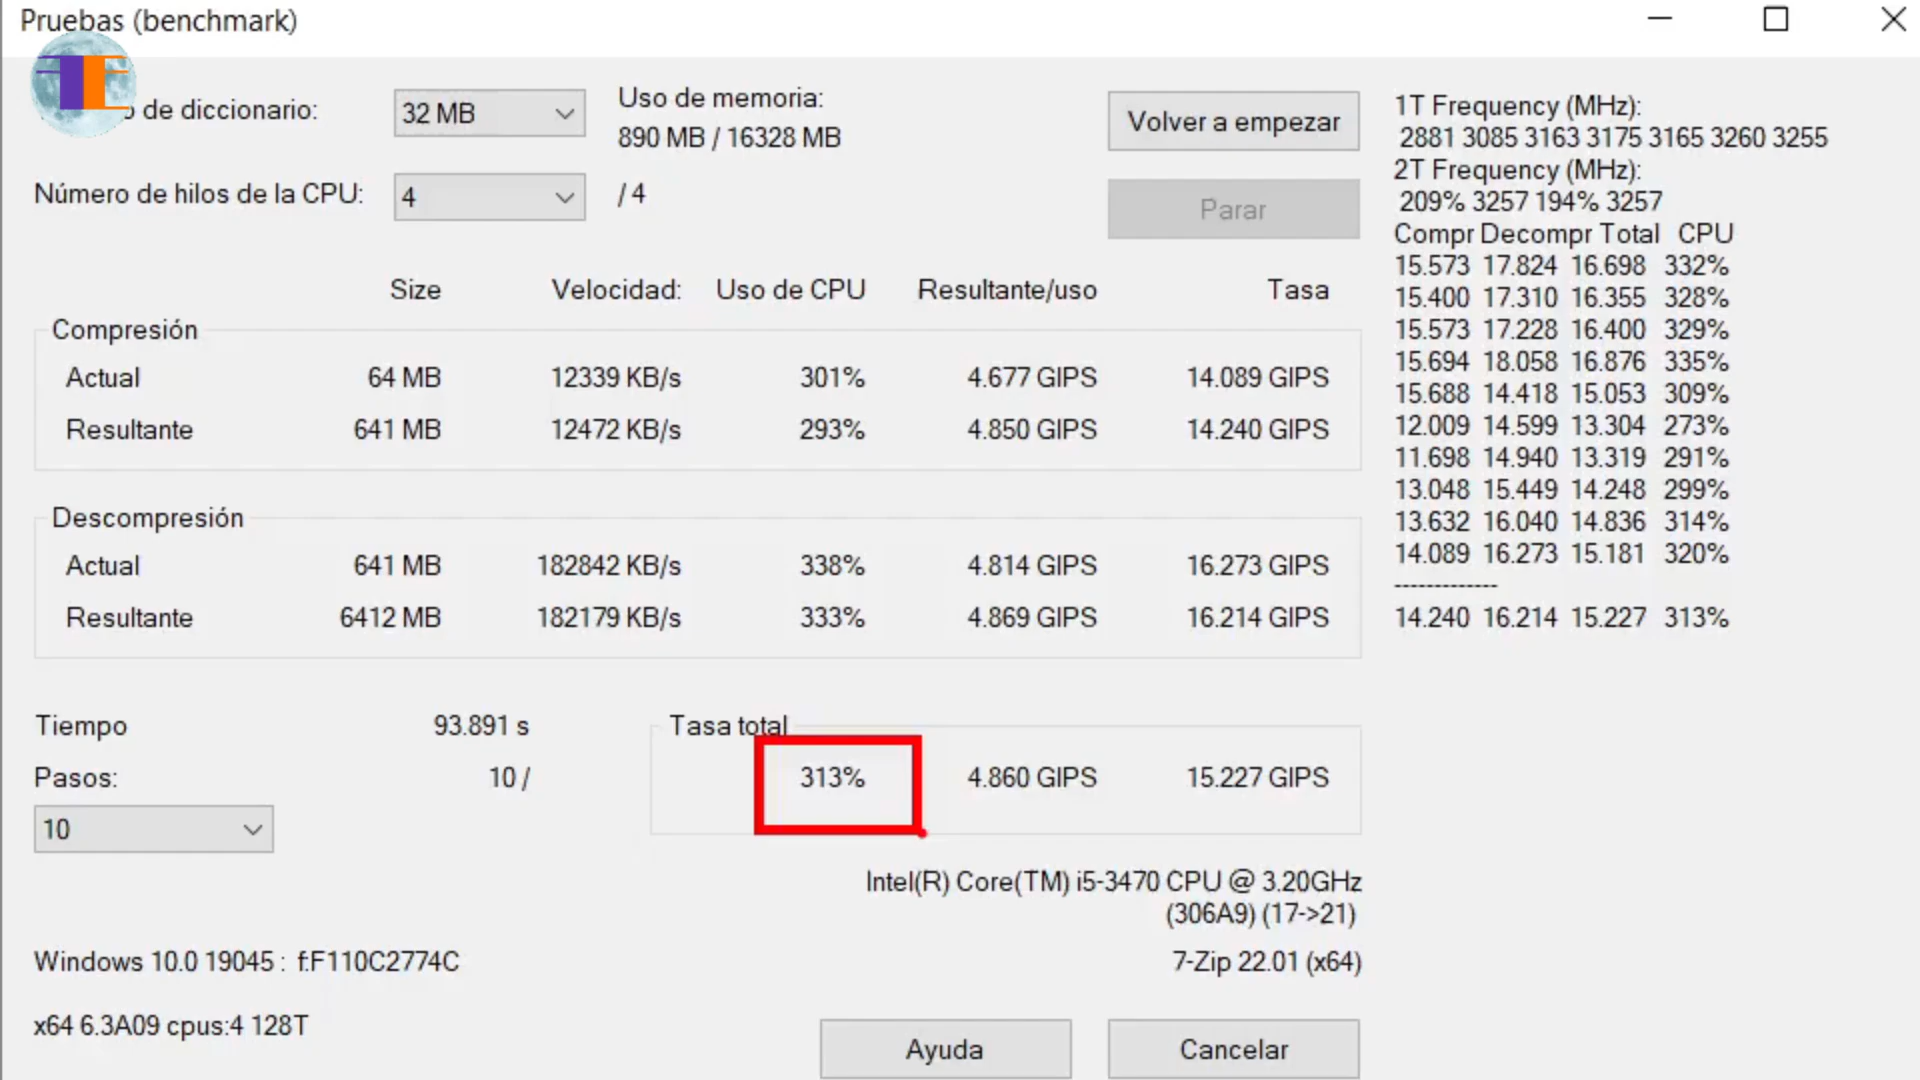 Pruebas (benchmark)
o de diccionario: 32 MB
Uso de memoria:
890 MB / 16328 MB
Volver a empezar
Número de hilos de la CPU: 4 / 4
Parar
Size Velocidad: Uso de CPU Resultante/uso Tasa
Compresión
Actual 64 MB 12339 KB/s 301% 4.677 GIPS 14.089 GIPS
Resultante 641 MB 12472 KB/s 293% 4.850 GIPS 14.240 GIPS
Descompresión
Actual 641 MB 182842 KB/s 338% 4.814 GIPS 16.273 GIPS
Resultante 6412 MB 182179 KB/s 333% 4.869 GIPS 16.214 GIPS
Tiempo 93.891 s
Pasos: 10 /
10
Tasa total
313% 4.860 GIPS 15.227 GIPS
Intel(R) Core(TM) i5-3470 CPU @ 3.20GHz
(306A9) (17->21)
Windows 10.0 19045 : f:F110C2774C
7-Zip 22.01 (x64)
x64 6.3A09 cpus:4 128T
Ayuda
Cancelar
1T Frequency (MHz):
2881 3085 3163 3175 3165 3260 3255
2T Frequency (MHz):
209% 3257 194% 3257
Compr Decompr Total CPU
15.573 17.824 16.698 332%
15.400 17.310 16.355 328%
15.573 17.228 16.400 329%
15.694 18.058 16.876 335%
15.688 14.418 15.053 309%
12.009 14.599 13.304 273%
11.698 14.940 13.319 291%
13.048 15.449 14.248 299%
13.632 16.040 14.836 314%
14.089 16.273 15.181 320%
-------------
14.240 16.214 15.227 313%